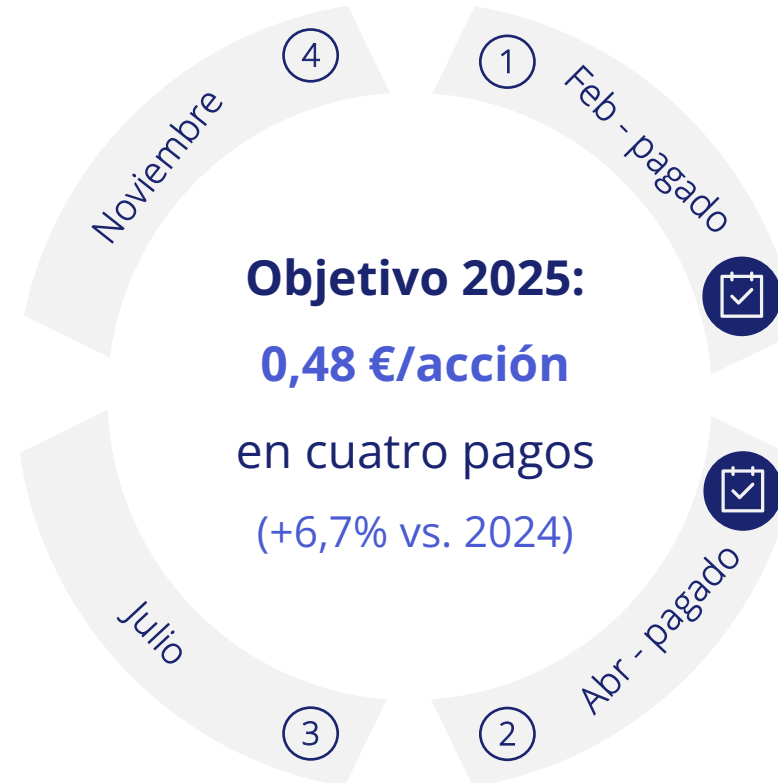 4
1
Noviembre
Feb - pagado
Objetivo 2025:
0,48 €/acción
en cuatro pagos
(+6,7% vs. 2024)
Julio
Abr - pagado
3
2